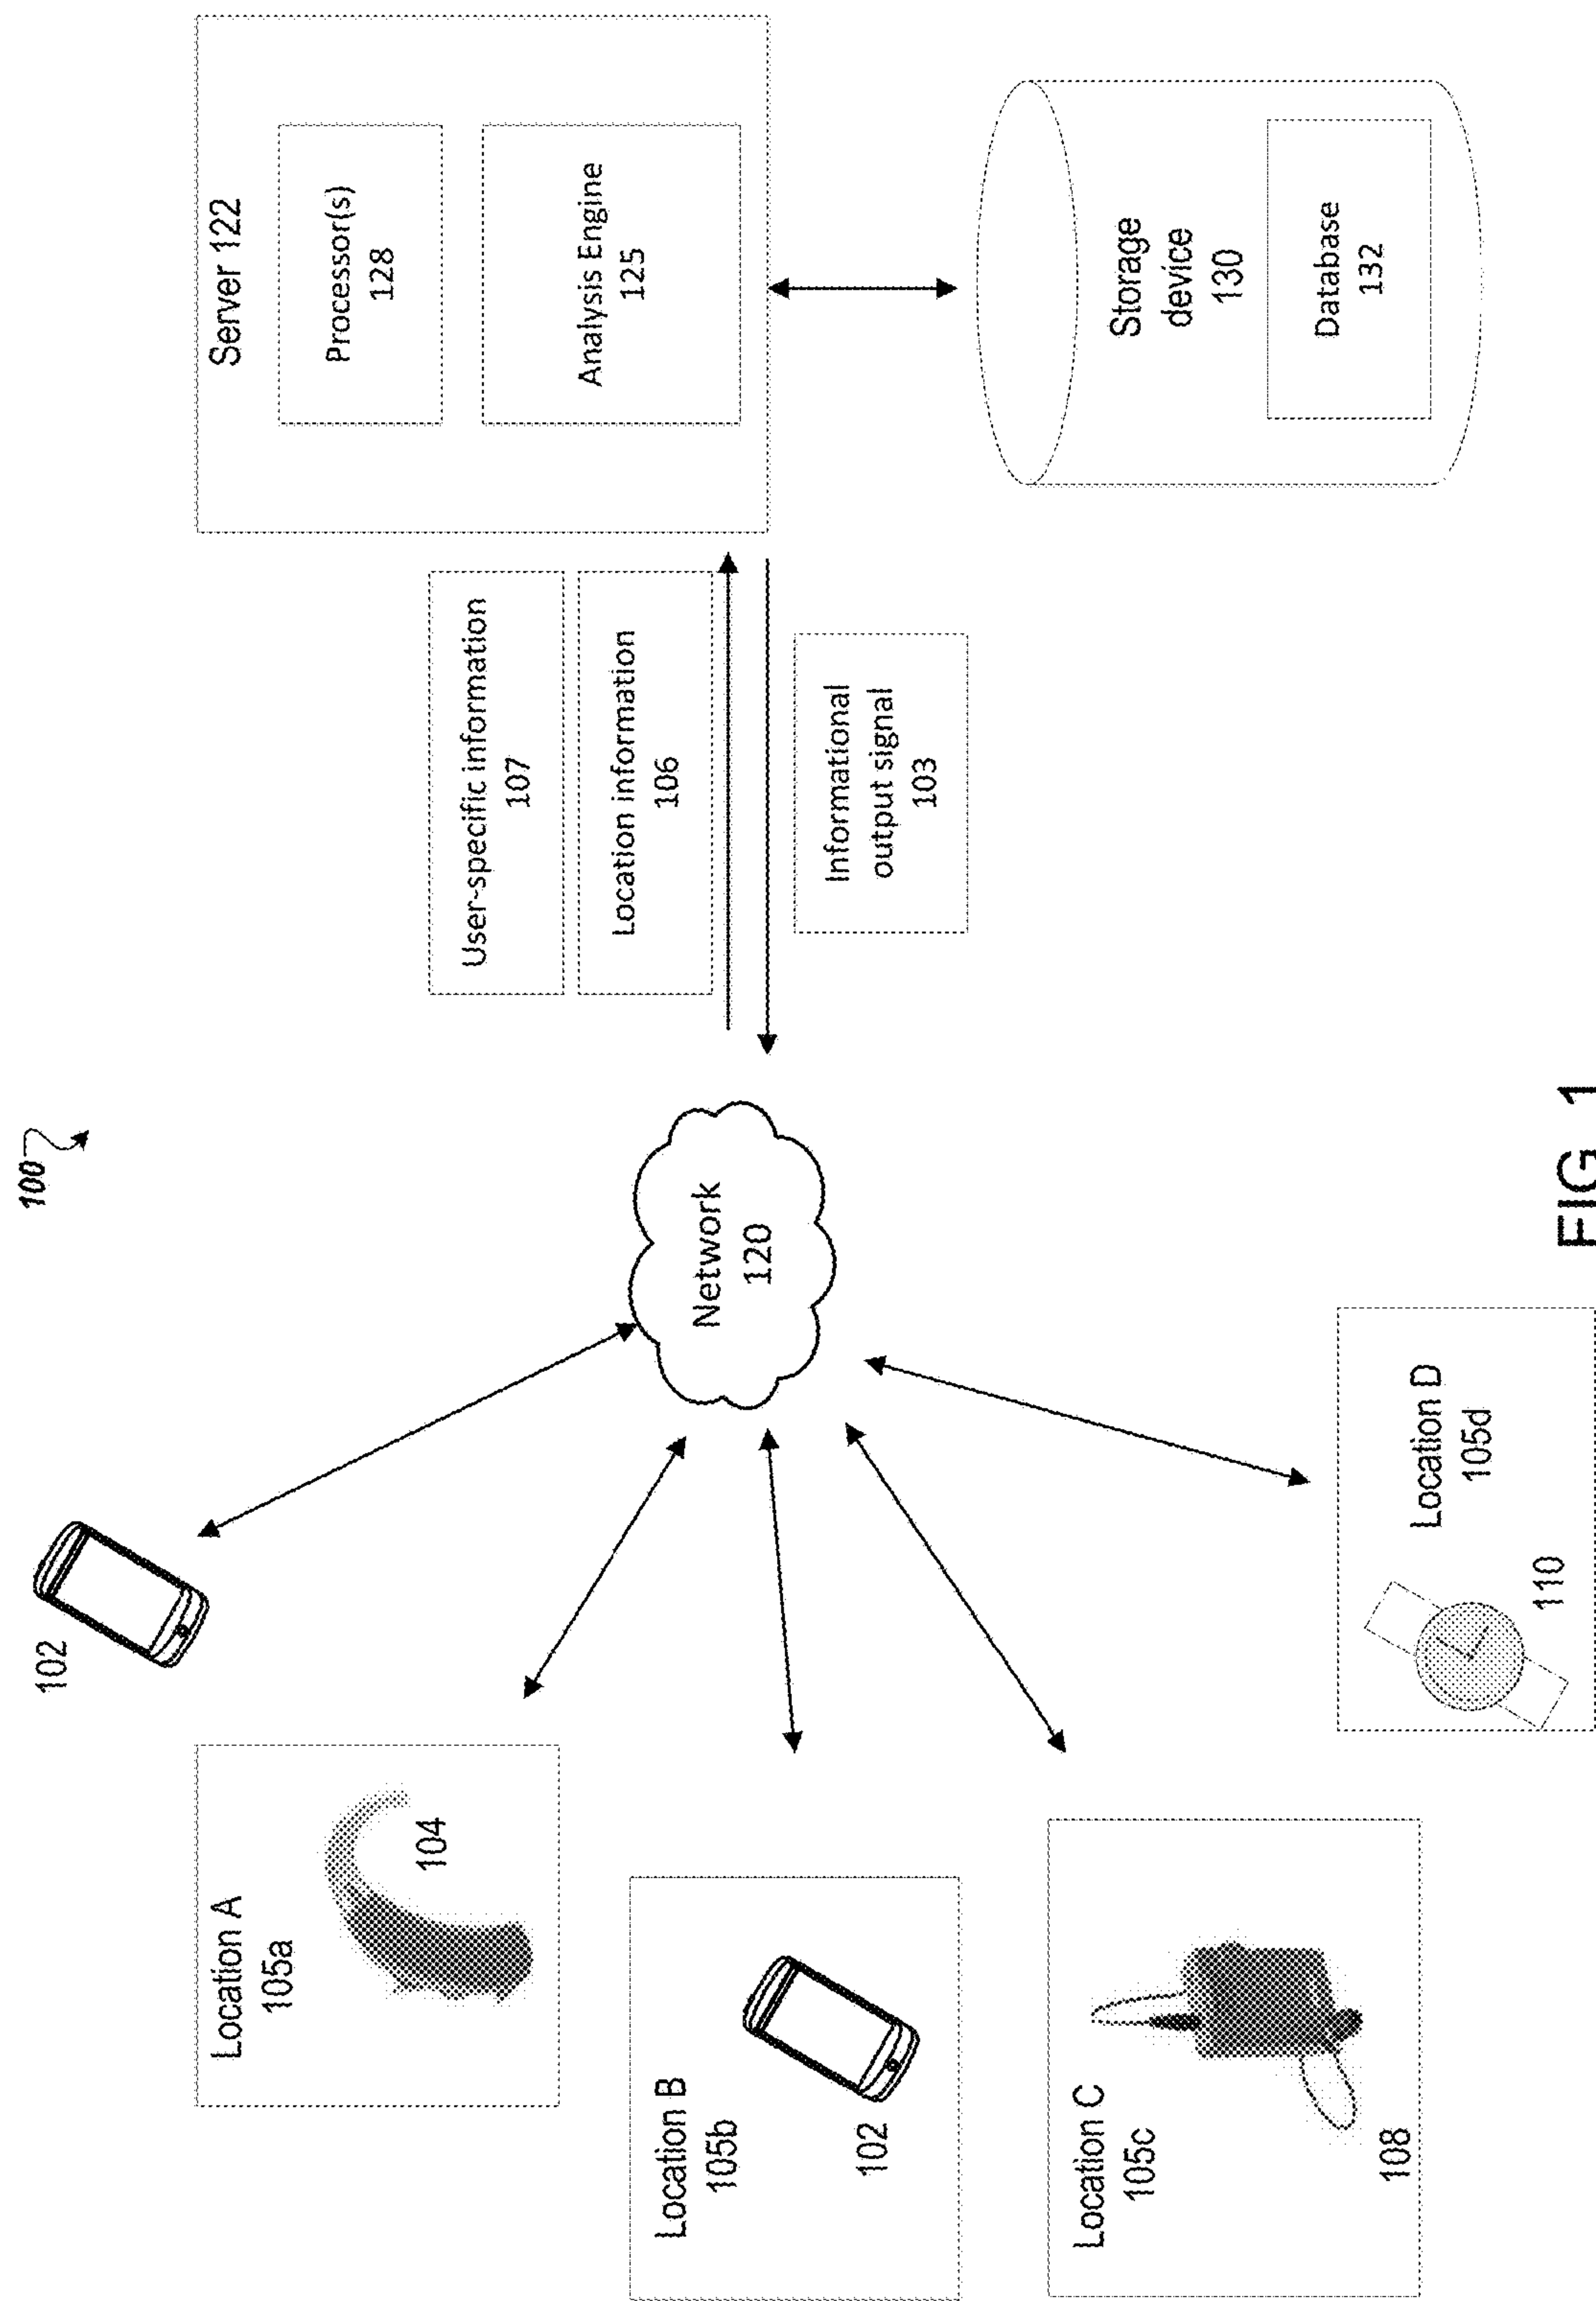 100
102
Location A
105a
104
Location B
105b
102
Location C
105c
108
Location D
105d
110
Network
120
User-specific information
107
Location information
106
Informational
output signal
103
Server 122
Processor(s)
128
Analysis Engine
125
Storage
device
130
Database
132
FIG. 1